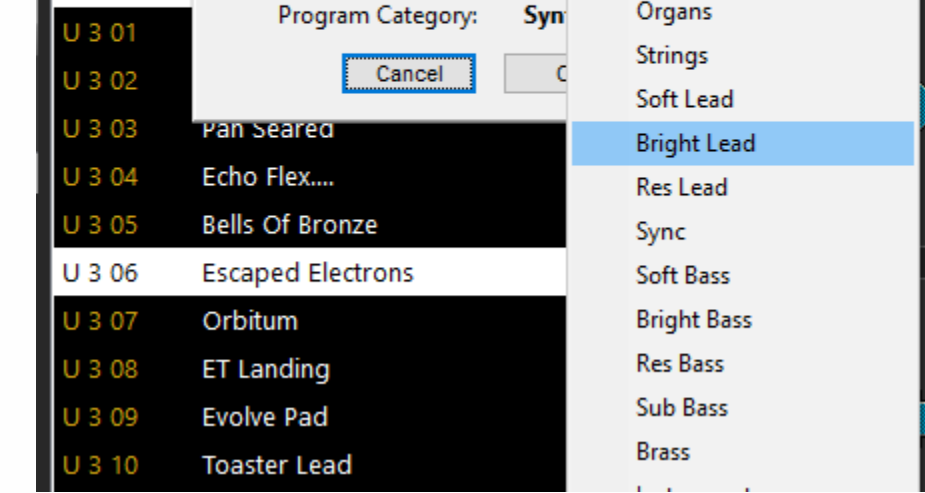 Program Category: Syn
Cancel
U 3 01
U 3 02
U 3 03 Pan Seared
U 3 04 Echo Flex....
U 3 05 Bells Of Bronze
U 3 06 Escaped Electrons
U 3 07 Orbitum
U 3 08 ET Landing
U 3 09 Evolve Pad
U 3 10 Toaster Lead
Organs
Strings
Soft Lead
Bright Lead
Res Lead
Sync
Soft Bass
Bright Bass
Res Bass
Sub Bass
Brass